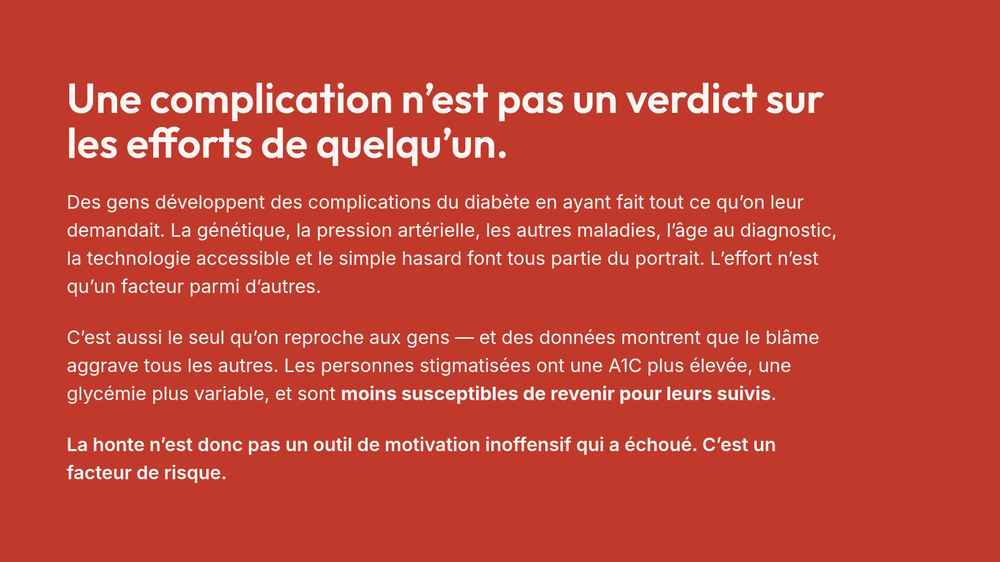 Une complication n’est pas un verdict sur
les efforts de quelqu’un.
Des gens développent des complications du diabète en ayant fait tout ce qu’on leur
demandait. La génétique, la pression artérielle, les autres maladies, l’âge au diagnostic,
la technologie accessible et le simple hasard font tous partie du portrait. L’effort n’est
qu’un facteur parmi d’autres.
C’est aussi le seul qu’on reproche aux gens — et des données montrent que le blâme
aggrave tous les autres. Les personnes stigmatisées ont une A1C plus élevée, une
glycémie plus variable, et sont moins susceptibles de revenir pour leurs suivis.
La honte n’est donc pas un outil de motivation inoffensif qui a échoué. C’est un
facteur de risque.